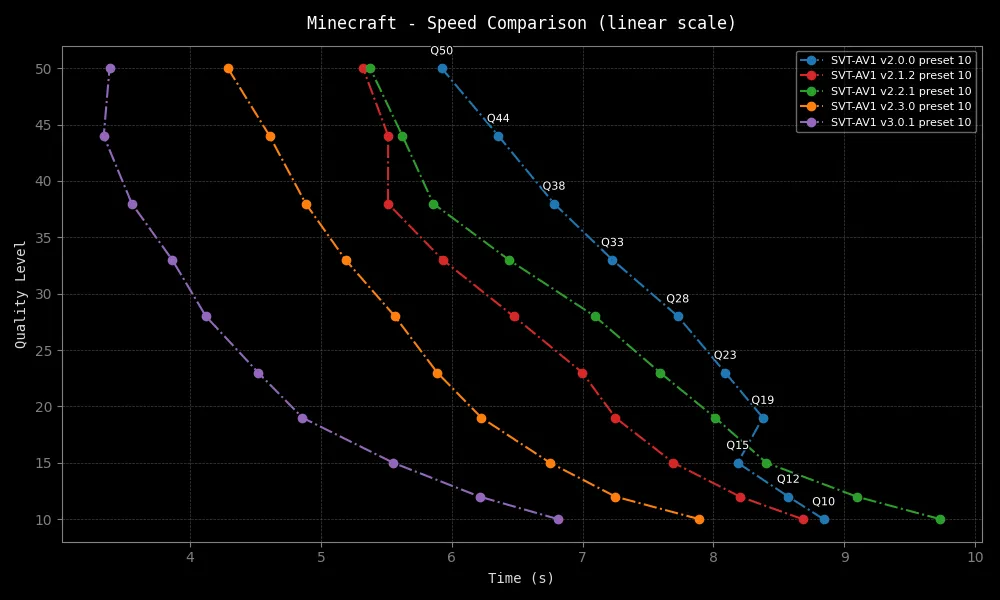 Minecraft - Speed Comparison (linear scale)
Q50
SVT-AV1 v2.0.0 preset 10
SVT-AV1 v2.1.2 preset 10
SVT-AV1 v2.2.1 preset 10
SVT-AV1 v2.3.0 preset 10
SVT-AV1 v3.0.1 preset 10
Q44
Q38
Q33
Q28
Q23
Q19
Q15
Q12
Q10
50
45
40
35
30
25
20
15
10
Quality Level
4 5 6 7 8 9 10
Time (s)